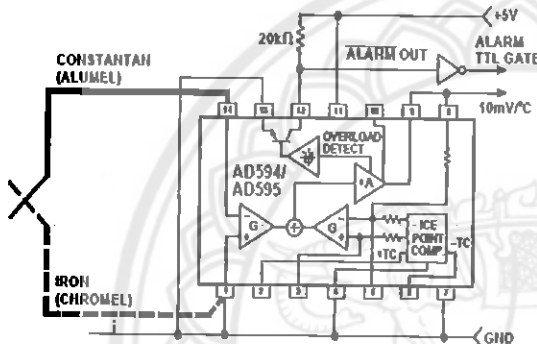 +5V
20kΩ
CONSTANTAN
(ALUMEL)
ALARM OUT
ALARM
TTL GATE
10mV/°C
14 13 12 11 10 9 8
OVERLOAD
DETECT
AD594/
AD595
+A
G
G
ICE
POINT
COMP.
+TC
-TC
IRON
(CHROMEL)
1 2 3 4 5 6 7
GND